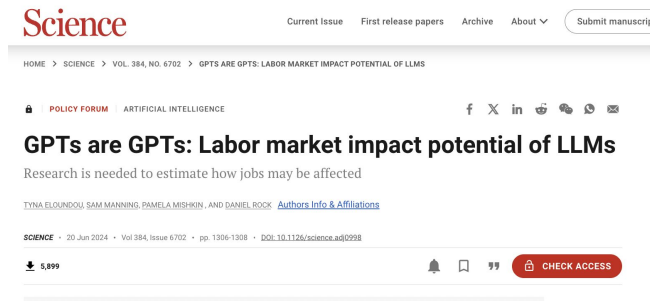 Science
Current Issue First release papers Archive About Submit manuscrip
HOME > SCIENCE > VOL. 384, NO. 6702 > GPTS ARE GPTS: LABOR MARKET IMPACT POTENTIAL OF LLMS
POLICY FORUM ARTIFICIAL INTELLIGENCE
GPTs are GPTs: Labor market impact potential of LLMs
Research is needed to estimate how jobs may be affected
TYNA ELOUNDOU, SAM MANNING, PAMELA MISHKIN, AND DANIEL ROCK Authors Info & Affiliations
SCIENCE • 20 Jun 2024 • Vol 384, Issue 6702 • pp. 1306-1308 • DOI: 10.1126/science.adj0998
5,899 CHECK ACCESS